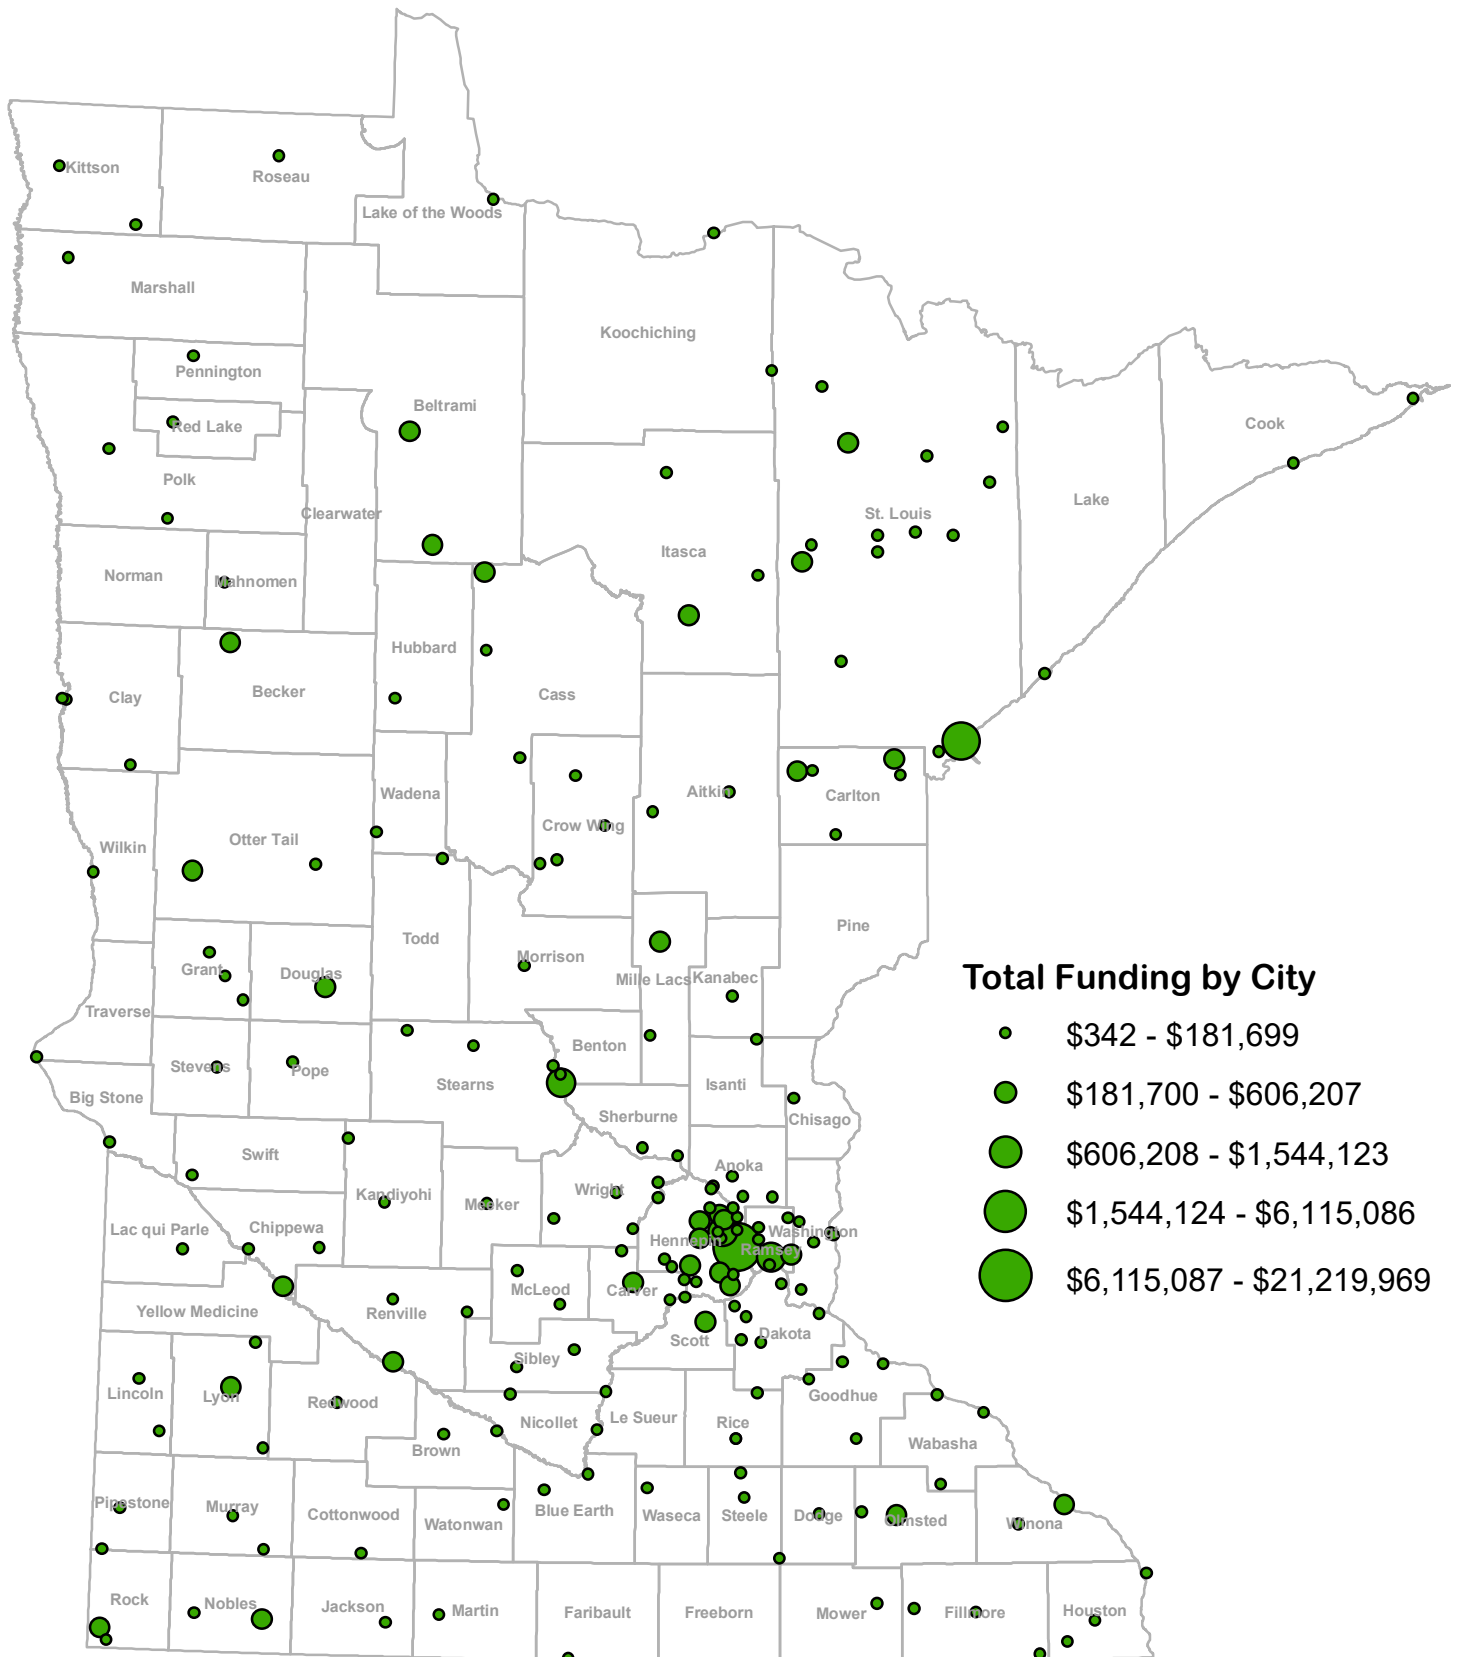 Kittson
Roseau
Lake of the Woods
Marshall
Koochiching
Pennington
Beltrami
Red Lake
Cook
Polk
Lake
Clearwater
St. Louis
Itasca
Norman
Mahnomen
Hubbard
Becker
Cass
Clay
Wadena
Aitkin
Carlton
Crow Wing
Otter Tail
Wilkin
Pine
Todd
Morrison
Grant
Douglas
Mille Lacs
Kanabec
Total Funding by City
Traverse
$342 - $181,699
Benton
Stevens
Pope
Stearns
Isanti
Big Stone
$181,700 - $606,207
Sherburne
Chisago
Swift
$606,208 - $1,544,123
Anoka
Wright
Kandiyohi
Meeker
$1,544,124 - $6,115,086
Lac qui Parle
Chippewa
Washington
Hennepin
Ramsey
$6,115,087 - $21,219,969
McLeod
Carver
Yellow Medicine
Renville
Dakota
Scott
Sibley
Lincoln
Lyon
Redwood
Goodhue
Nicollet
Le Sueur
Rice
Brown
Wabasha
Pipestone
Murray
Cottonwood
Watonwan
Blue Earth
Waseca
Steele
Dodge
Olmsted
Winona
Rock
Nobles
Jackson
Martin
Faribault
Freeborn
Mower
Fillmore
Houston